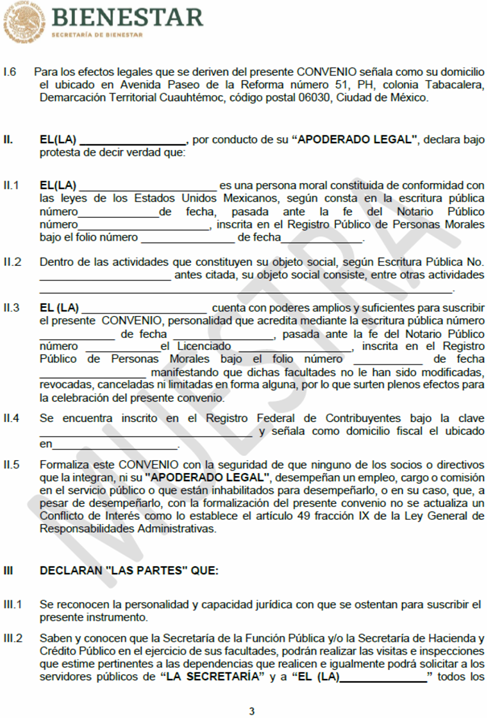 BIENESTAR
SECRETARÍA DE BIENESTAR
I.6 Para los efectos legales que se deriven del presente CONVENIO señala como su domicilio
el ubicado en Avenida Paseo de la Reforma número 51, PH, colonia Tabacalera,
Demarcación Territorial Cuauhtémoc, código postal 06030, Ciudad de México.
II. EL(LA) __________________, por conducto de su “APODERADO LEGAL”, declara bajo
protesta de decir verdad que:
II.1 EL(LA) ______________________ es una persona moral constituida de conformidad con
las leyes de los Estados Unidos Mexicanos, según consta en la escritura pública
número_____________de fecha, pasada ante la fe del Notario Público
número_____________________, inscrita en el Registro Público de Personas Morales
bajo el folio número _______________ de fecha_____________.
II.2 Dentro de las actividades que constituyen su objeto social, según Escritura Pública No.
_____________________ antes citada, su objeto social consiste, entre otras actividades
__________________________________________________________________.
II.3 EL (LA) ____________________ cuenta con poderes amplios y suficientes para suscribir
el presente CONVENIO, personalidad que acredita mediante la escritura pública número
____________ de fecha ________________, pasada ante la fe del Notario Público
número ____________el Licenciado __________________, inscrita en el Registro
Público de Personas Morales bajo el folio número ___________ de fecha
_________________ manifestando que dichas facultades no le han sido modificadas,
revocadas, canceladas ni limitadas en forma alguna, por lo que surten plenos efectos para
la celebración del presente convenio.
II.4 Se encuentra inscrito en el Registro Federal de Contribuyentes bajo la clave
__________________________________ y señala como domicilio fiscal el ubicado
en____________________.
II.5 Formaliza este CONVENIO con la seguridad de que ninguno de los socios o directivos
que la integran, ni su "APODERADO LEGAL", desempeñan un empleo, cargo o comisión
en el servicio público o que están inhabilitados para desempeñarlo, o en su caso, que, a
pesar de desempeñarlo, con la formalización del presente convenio no se actualiza un
Conflicto de Interés como lo establece el artículo 49 fracción IX de la Ley General de
Responsabilidades Administrativas.
III DECLARAN "LAS PARTES" QUE:
III.1 Se reconocen la personalidad y capacidad jurídica con que se ostentan para suscribir el
presente instrumento.
III.2 Saben y conocen que la Secretaría de la Función Pública y/o la Secretaría de Hacienda y
Crédito Público en el ejercicio de sus facultades, podrán realizar las visitas e inspecciones
que estime pertinentes a las dependencias que realicen e igualmente podrá solicitar a los
servidores públicos de “LA SECRETARÍA” y a “EL (LA)______________ ” todos los
3
MUESTRA